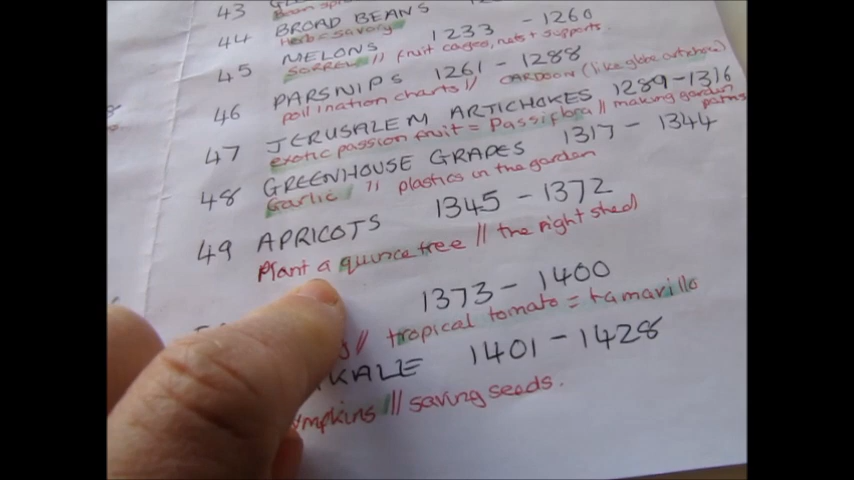 43
44 BROAD BEANS
Herb = savory
45 MELONS 1233 - 1260
SORREL // fruit cages, nets + supports.
46 PARSNIPS 1261 - 1288
pollination charts // CARDOON (like globe artichoke)
47 JERUSALEM ARTICHOKES 1289-1316
exotic passion fruit = Passiflora // making garden paths
48 GREENHOUSE GRAPES 1317 - 1344
Garlic // plastics in the garden
49 APRICOTS 1345 - 1372
Plant a quince tree // the right shed
1373 - 1400
// tropical tomato = tamarillo
KALE 1401 - 1428
mpkins // saving seeds.